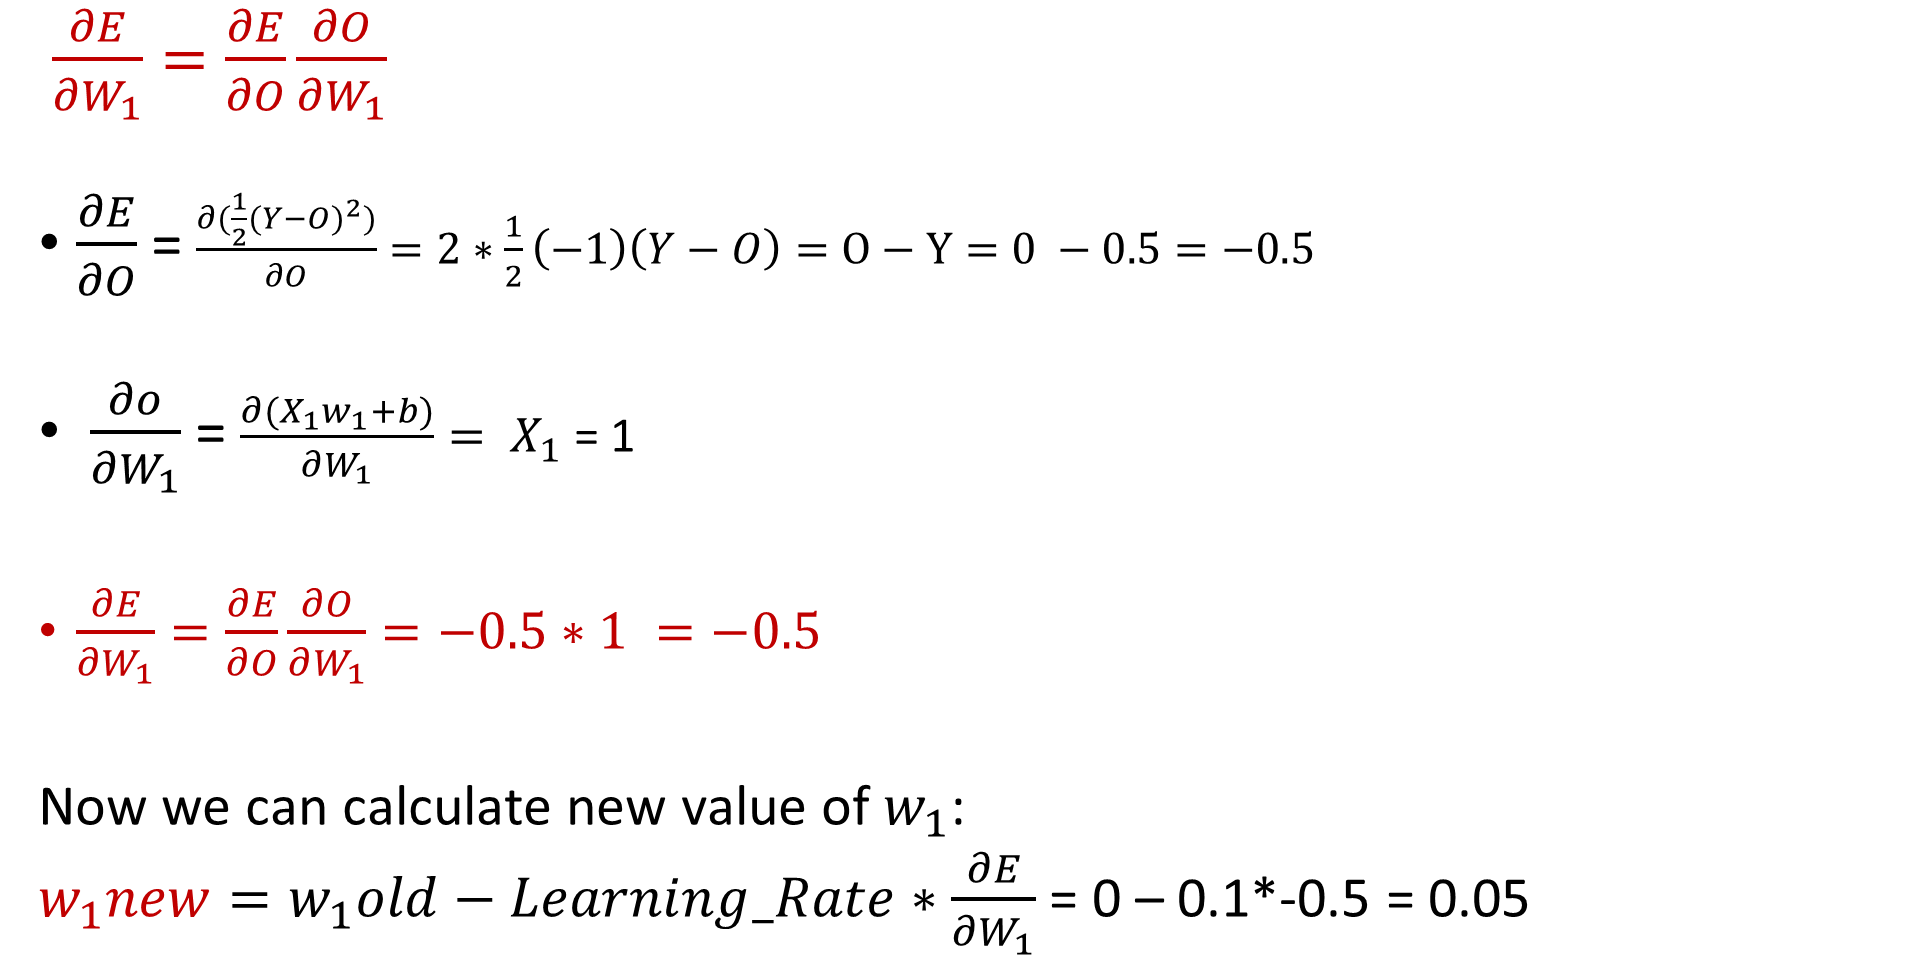 ∂E/∂W₁ = ∂E/∂O ∂O/∂W₁
• ∂E/∂O = ∂(½(Y−O)²)/∂O = 2 * ½ (−1)(Y − O) = O − Y = 0 − 0.5 = −0.5
• ∂o/∂W₁ = ∂(X₁w₁+b)/∂W₁ = X₁ = 1
• ∂E/∂W₁ = ∂E/∂O ∂O/∂W₁ = −0.5 * 1 = −0.5
Now we can calculate new value of w₁:
w₁new = w₁old − Learning_Rate * ∂E/∂W₁ = 0 – 0.1*-0.5 = 0.05